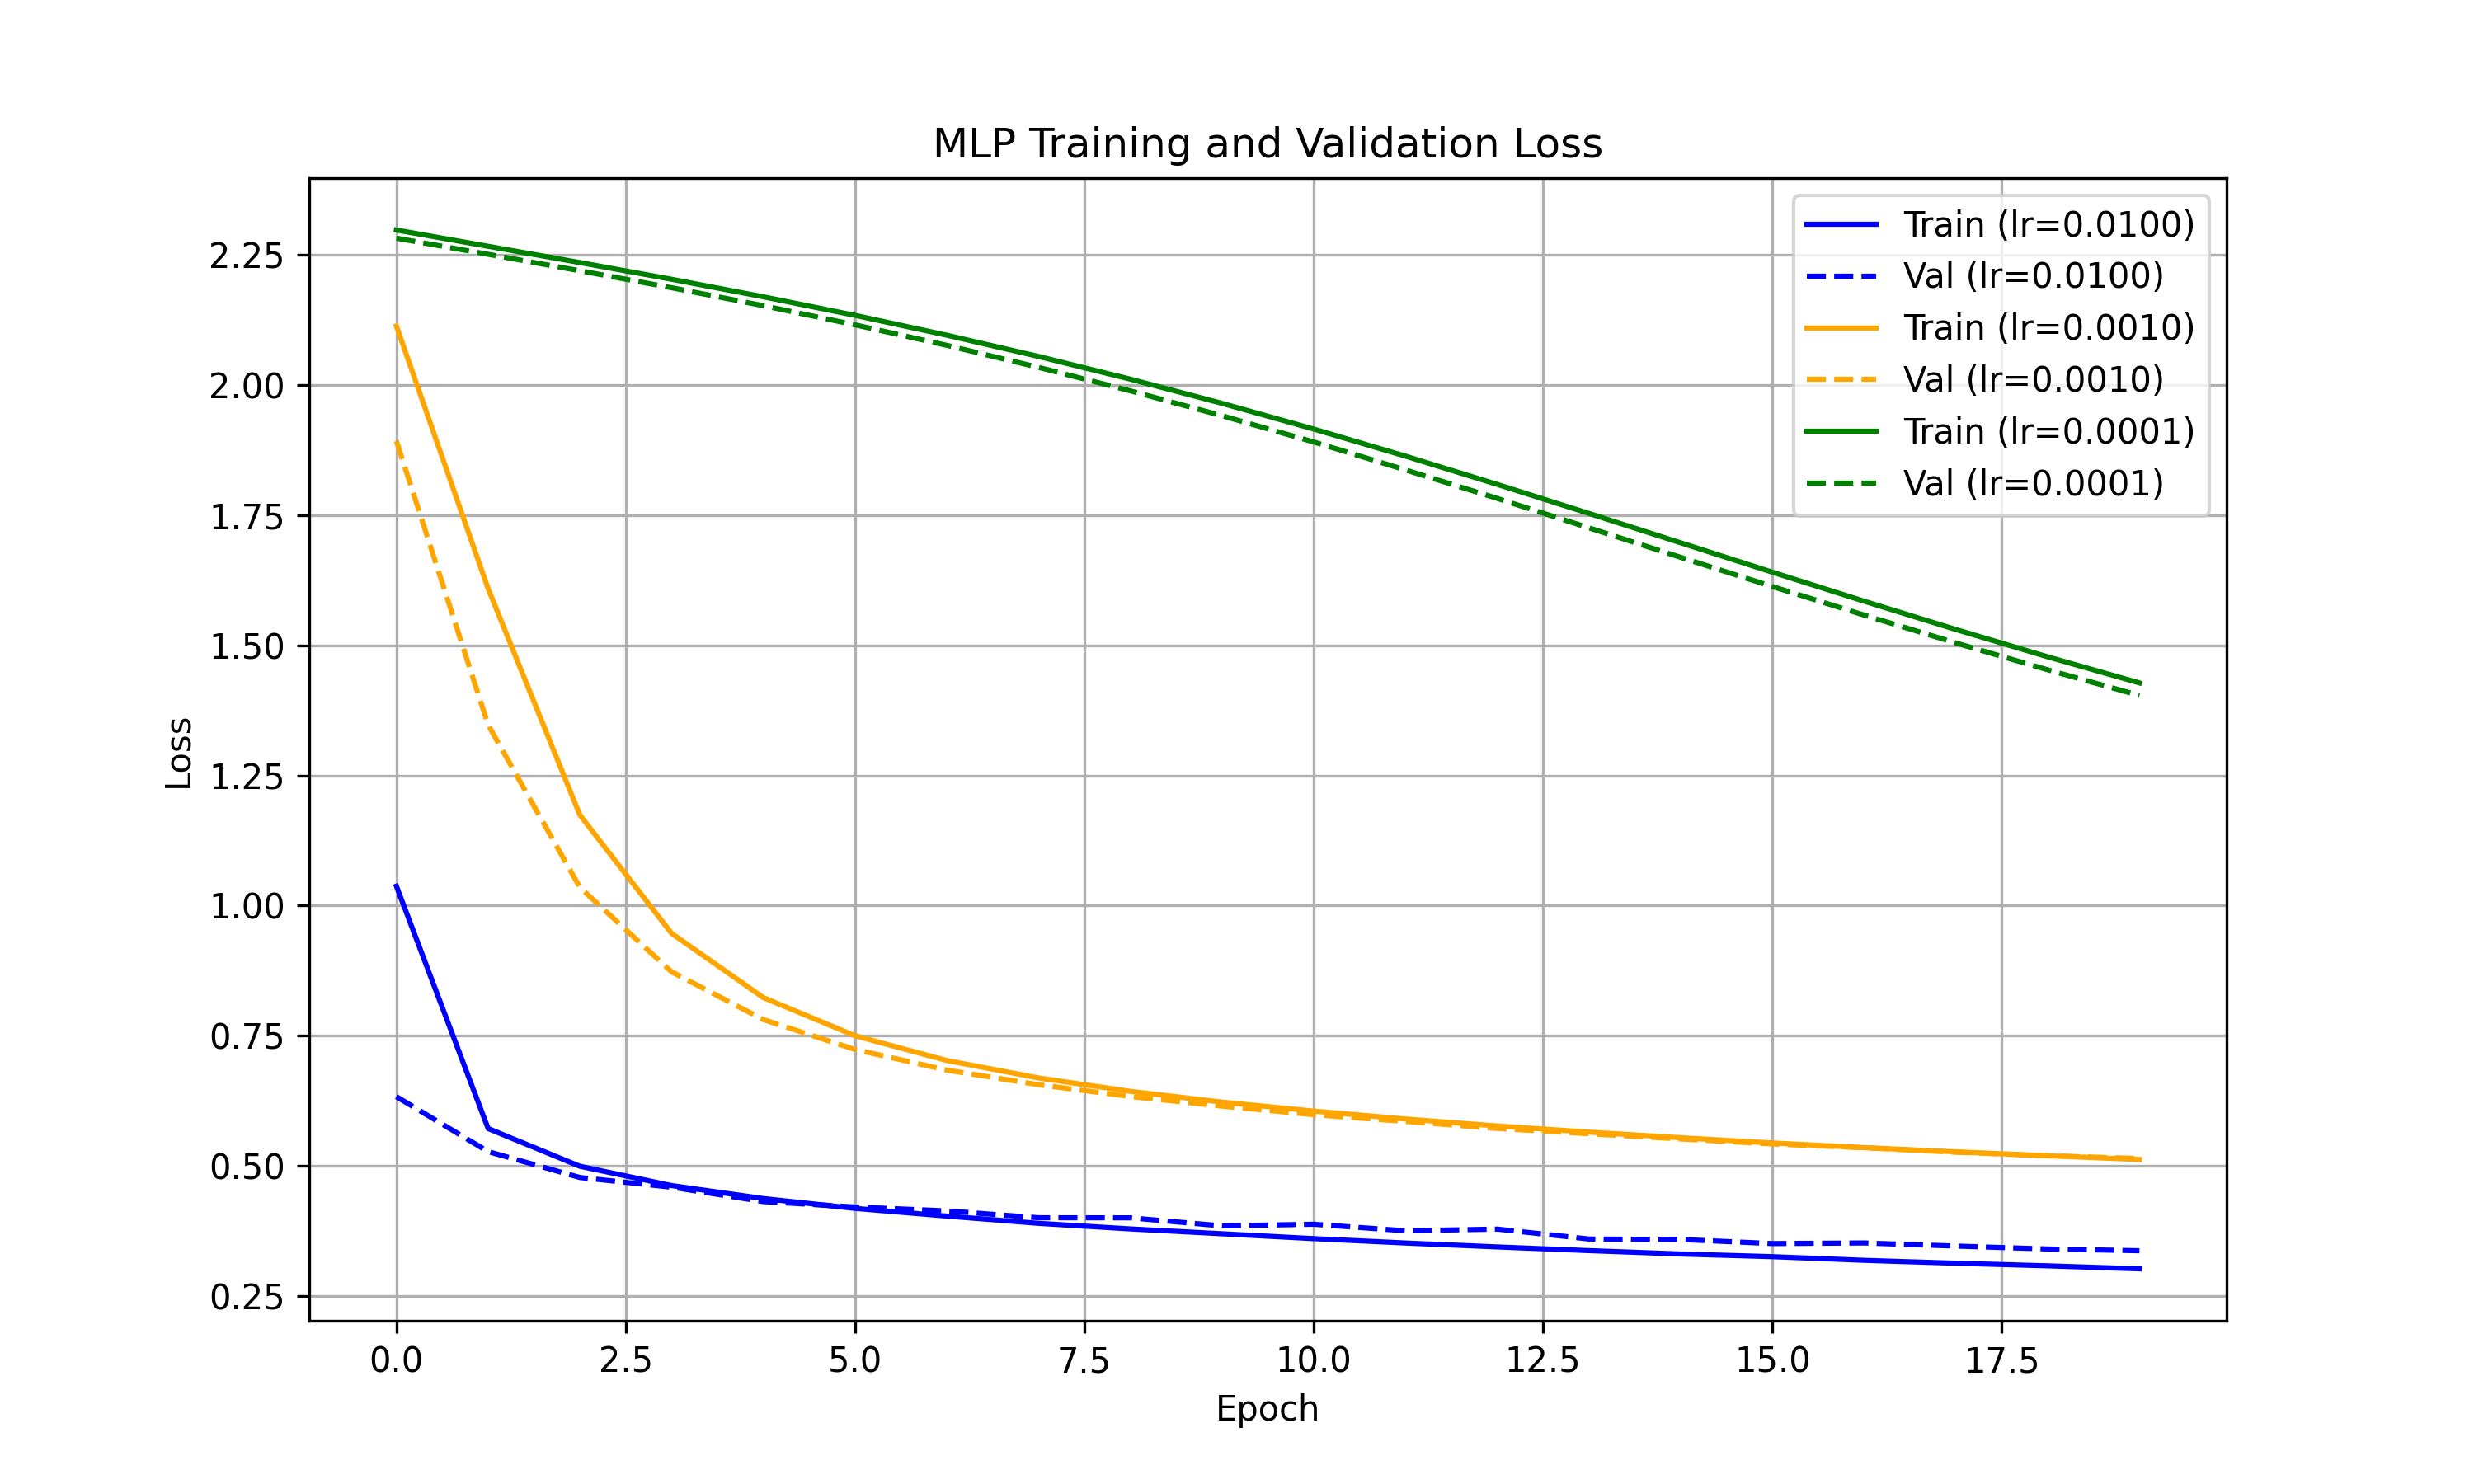 MLP Training and Validation Loss
Train (lr=0.0100)
Val (lr=0.0100)
Train (lr=0.0010)
Val (lr=0.0010)
Train (lr=0.0001)
Val (lr=0.0001)
Loss
2.25
2.00
1.75
1.50
1.25
1.00
0.75
0.50
0.25
0.0 2.5 5.0 7.5 10.0 12.5 15.0 17.5
Epoch